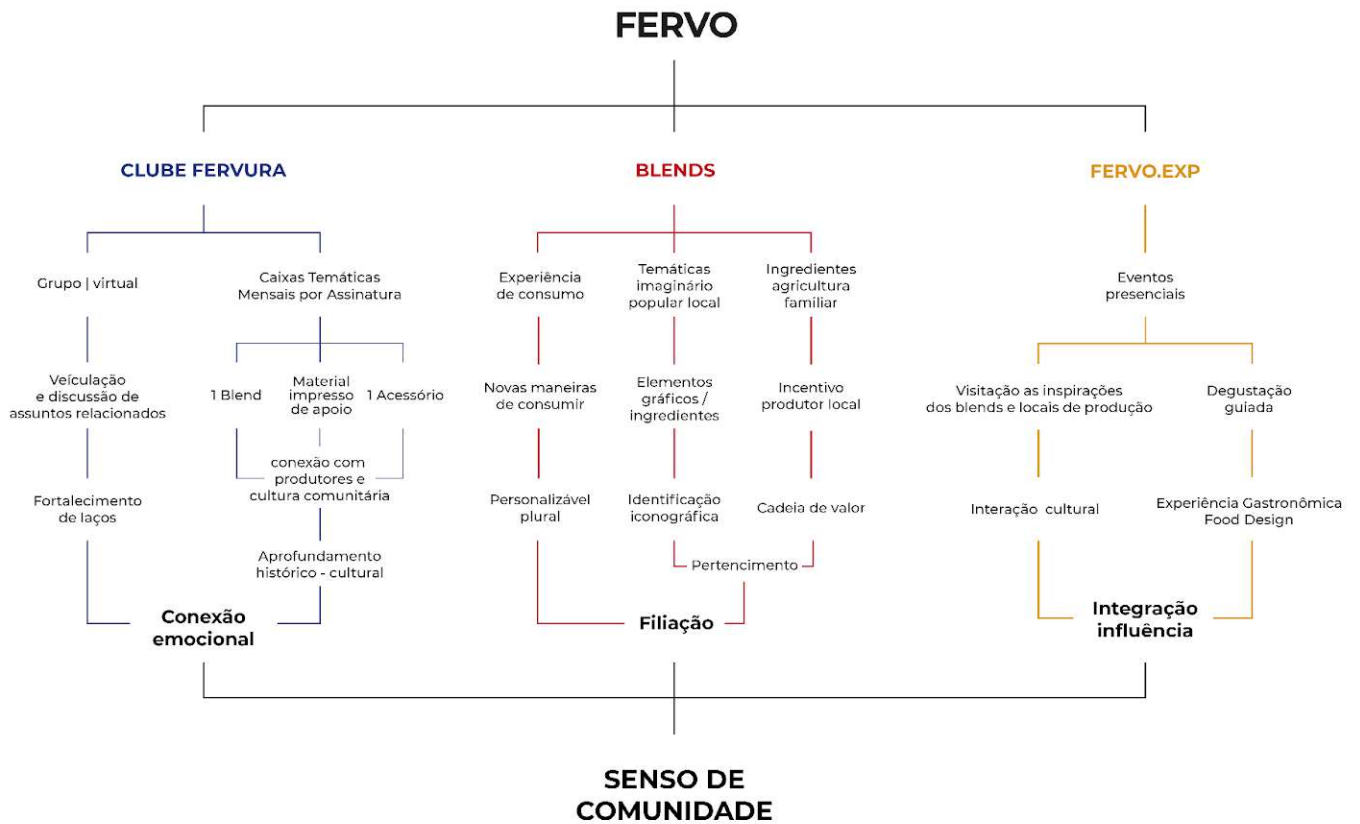 FERVO
CLUBE FERVURA
BLENDS
FERVO.EXP
Grupo | virtual
Caixas Temáticas
Mensais por Assinatura
Experiência
de consumo
Temáticas
imaginário
popular local
Ingredientes
agricultura
familiar
Eventos
presenciais
Veículação
e discussão de
assuntos relacionados
1 Blend
Material
impresso
de apoio
1 Acessório
Novas maneiras
de consumir
Elementos
gráficos /
ingredientes
Incentivo
produtor local
Visitação as inspirações
dos blends e locais de produção
Degustação
guiada
conexão com
produtores e
cultura comunitária
Fortalecimento
de laços
Personalizável
plural
Identificação
iconográfica
Cadeia de valor
Interação cultural
Experiência Gastronômica
Food Design
Aprofundamento
histórico - cultural
Pertencimento
Conexão
emocional
Filiação
Integração
influência
SENSO DE
COMUNIDADE